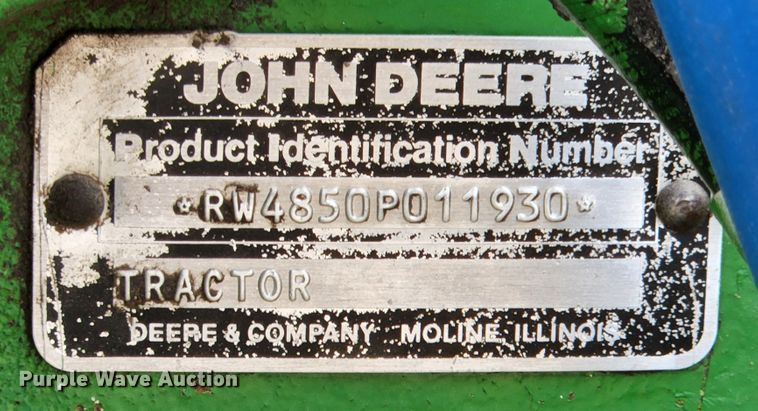 JOHN DEERE
Product Identification Number
*RW4850P011930*
TRACTOR
DEERE & COMPANY MOLINE, ILLINOIS
Purple Wave Auction